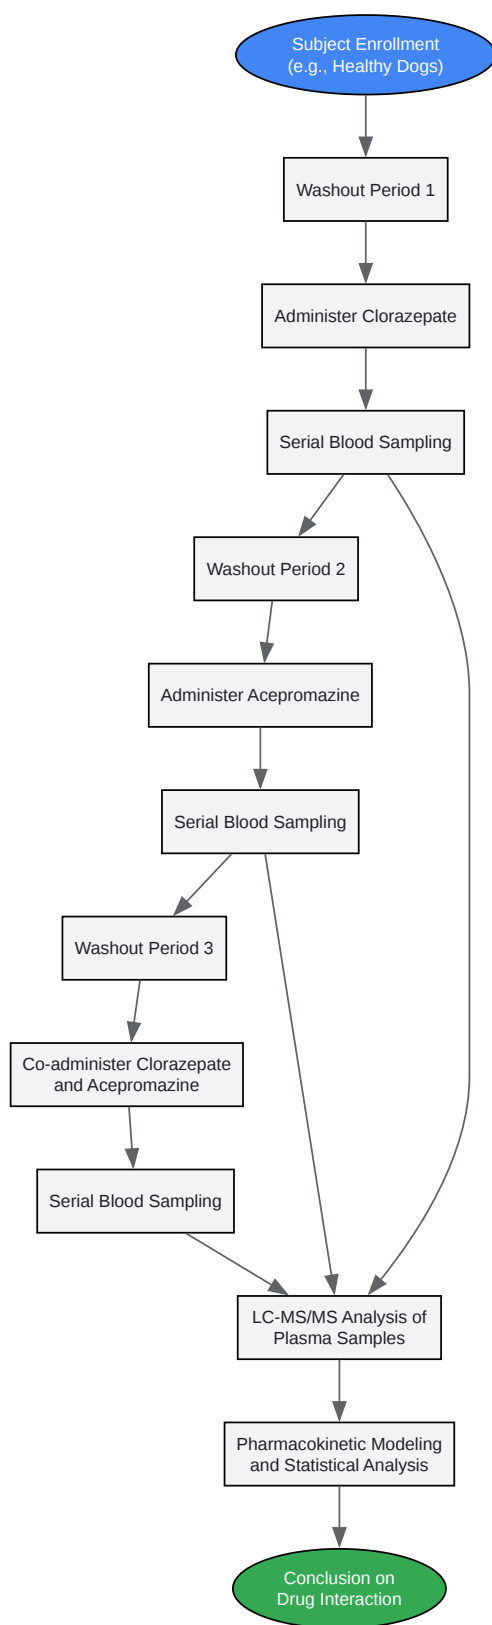 Subject Enrollment
(e.g., Healthy Dogs)
Washout Period 1
Administer Clorazepate
Serial Blood Sampling
Washout Period 2
Administer Acepromazine
Serial Blood Sampling
Washout Period 3
Co-administer Clorazepate
and Acepromazine
Serial Blood Sampling
LC-MS/MS Analysis of
Plasma Samples
Pharmacokinetic Modeling
and Statistical Analysis
Conclusion on
Drug Interaction